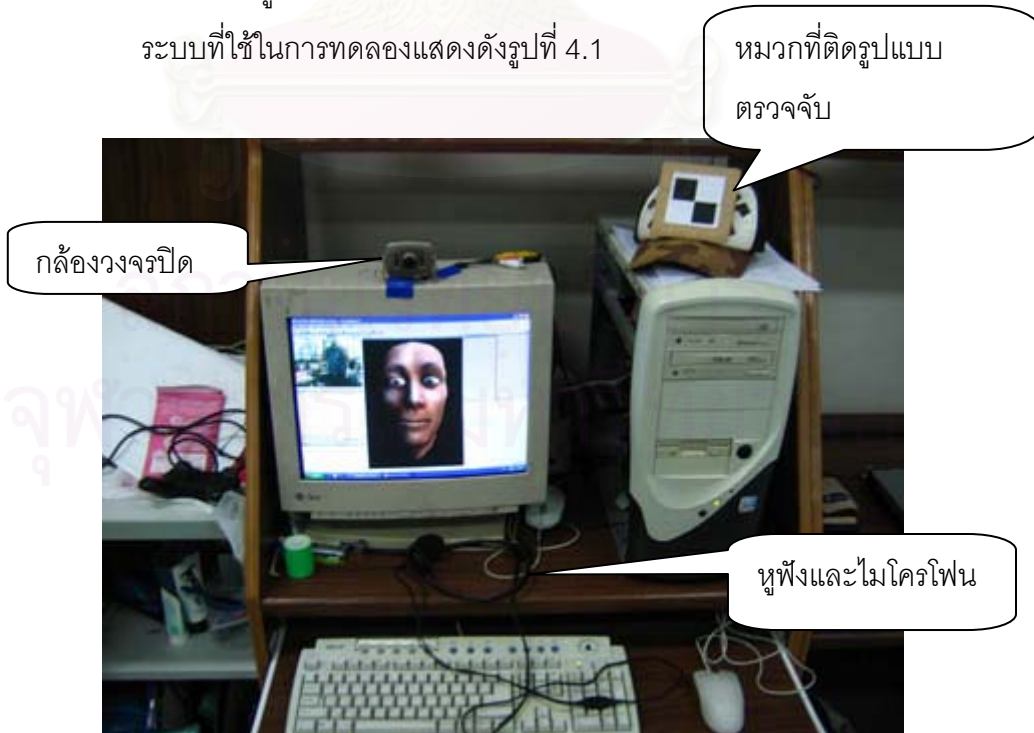 ระบบที่ใช้ในการทดลองแสดงดังรูปที่ 4.1
หมวกที่ติดรูปแบบ
ตรวจจับ
กล้องวงจรปิด
หูฟังและไมโครโฟน